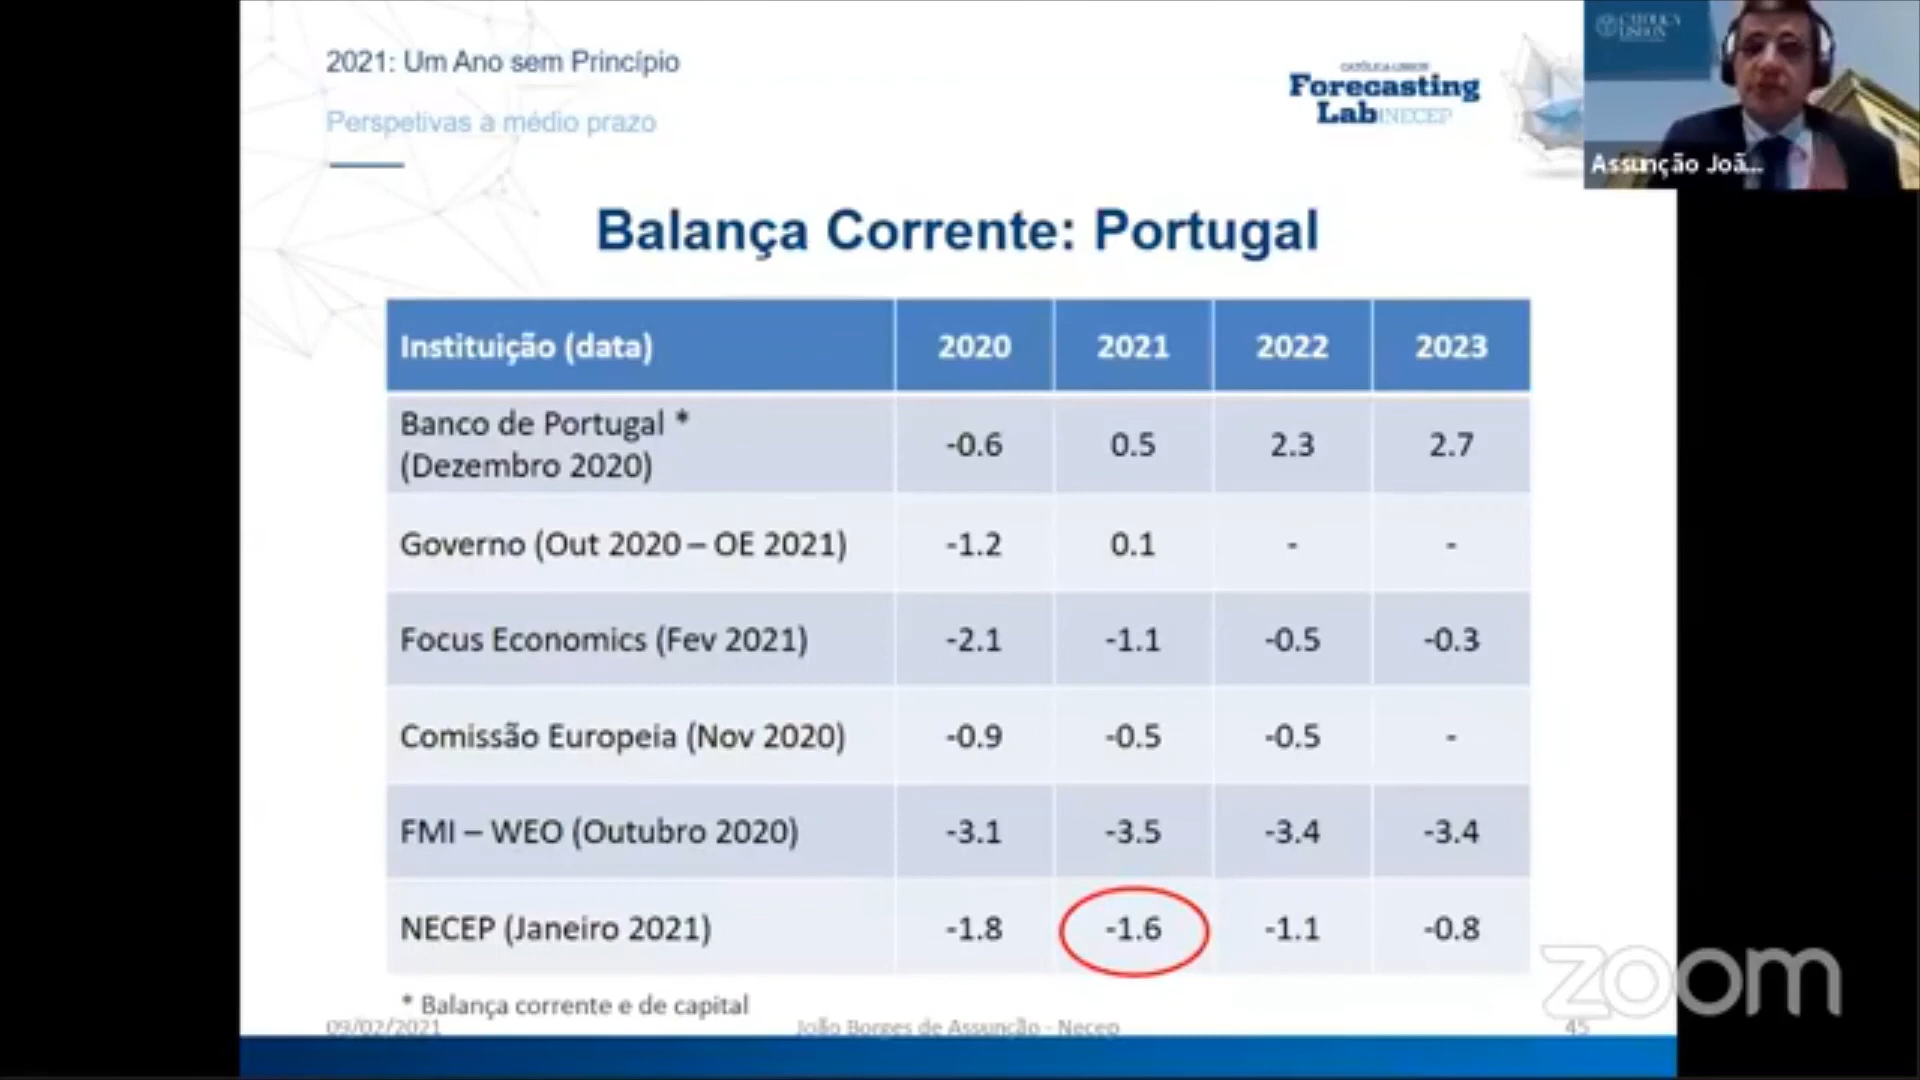 2021: Um Ano sem Princípio
Perspetivas a médio prazo
CATÓLICA-LISBON
Forecasting
Lab NECEP
CATÓLICA
LISBON
Assunção Joã...
Balança Corrente: Portugal
Instituição (data) 2020 2021 2022 2023
Banco de Portugal *
(Dezembro 2020) -0.6 0.5 2.3 2.7
Governo (Out 2020 – OE 2021) -1.2 0.1 - -
Focus Economics (Fev 2021) -2.1 -1.1 -0.5 -0.3
Comissão Europeia (Nov 2020) -0.9 -0.5 -0.5 -
FMI – WEO (Outubro 2020) -3.1 -3.5 -3.4 -3.4
NECEP (Janeiro 2021) -1.8 -1.6 -1.1 -0.8
* Balança corrente e de capital
09/02/2021 João Borges de Assunção - Necep 45
zoom